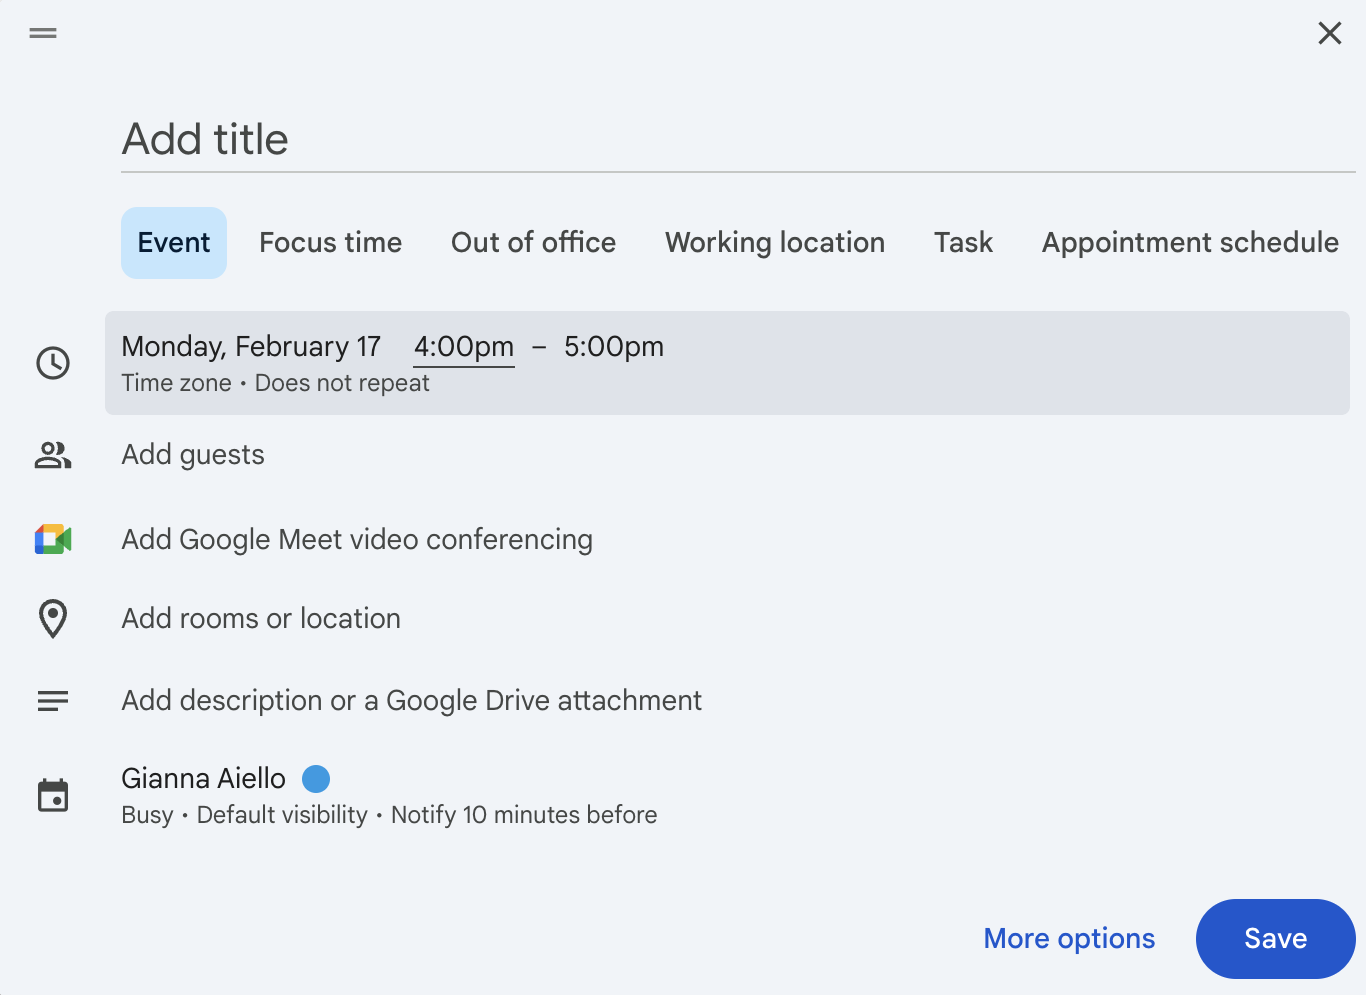 Add title
Event Focus time Out of office Working location Task Appointment schedule
Monday, February 17 4:00pm – 5:00pm
Time zone • Does not repeat
Add guests
Add Google Meet video conferencing
Add rooms or location
Add description or a Google Drive attachment
Gianna Aiello
Busy • Default visibility • Notify 10 minutes before
More options Save